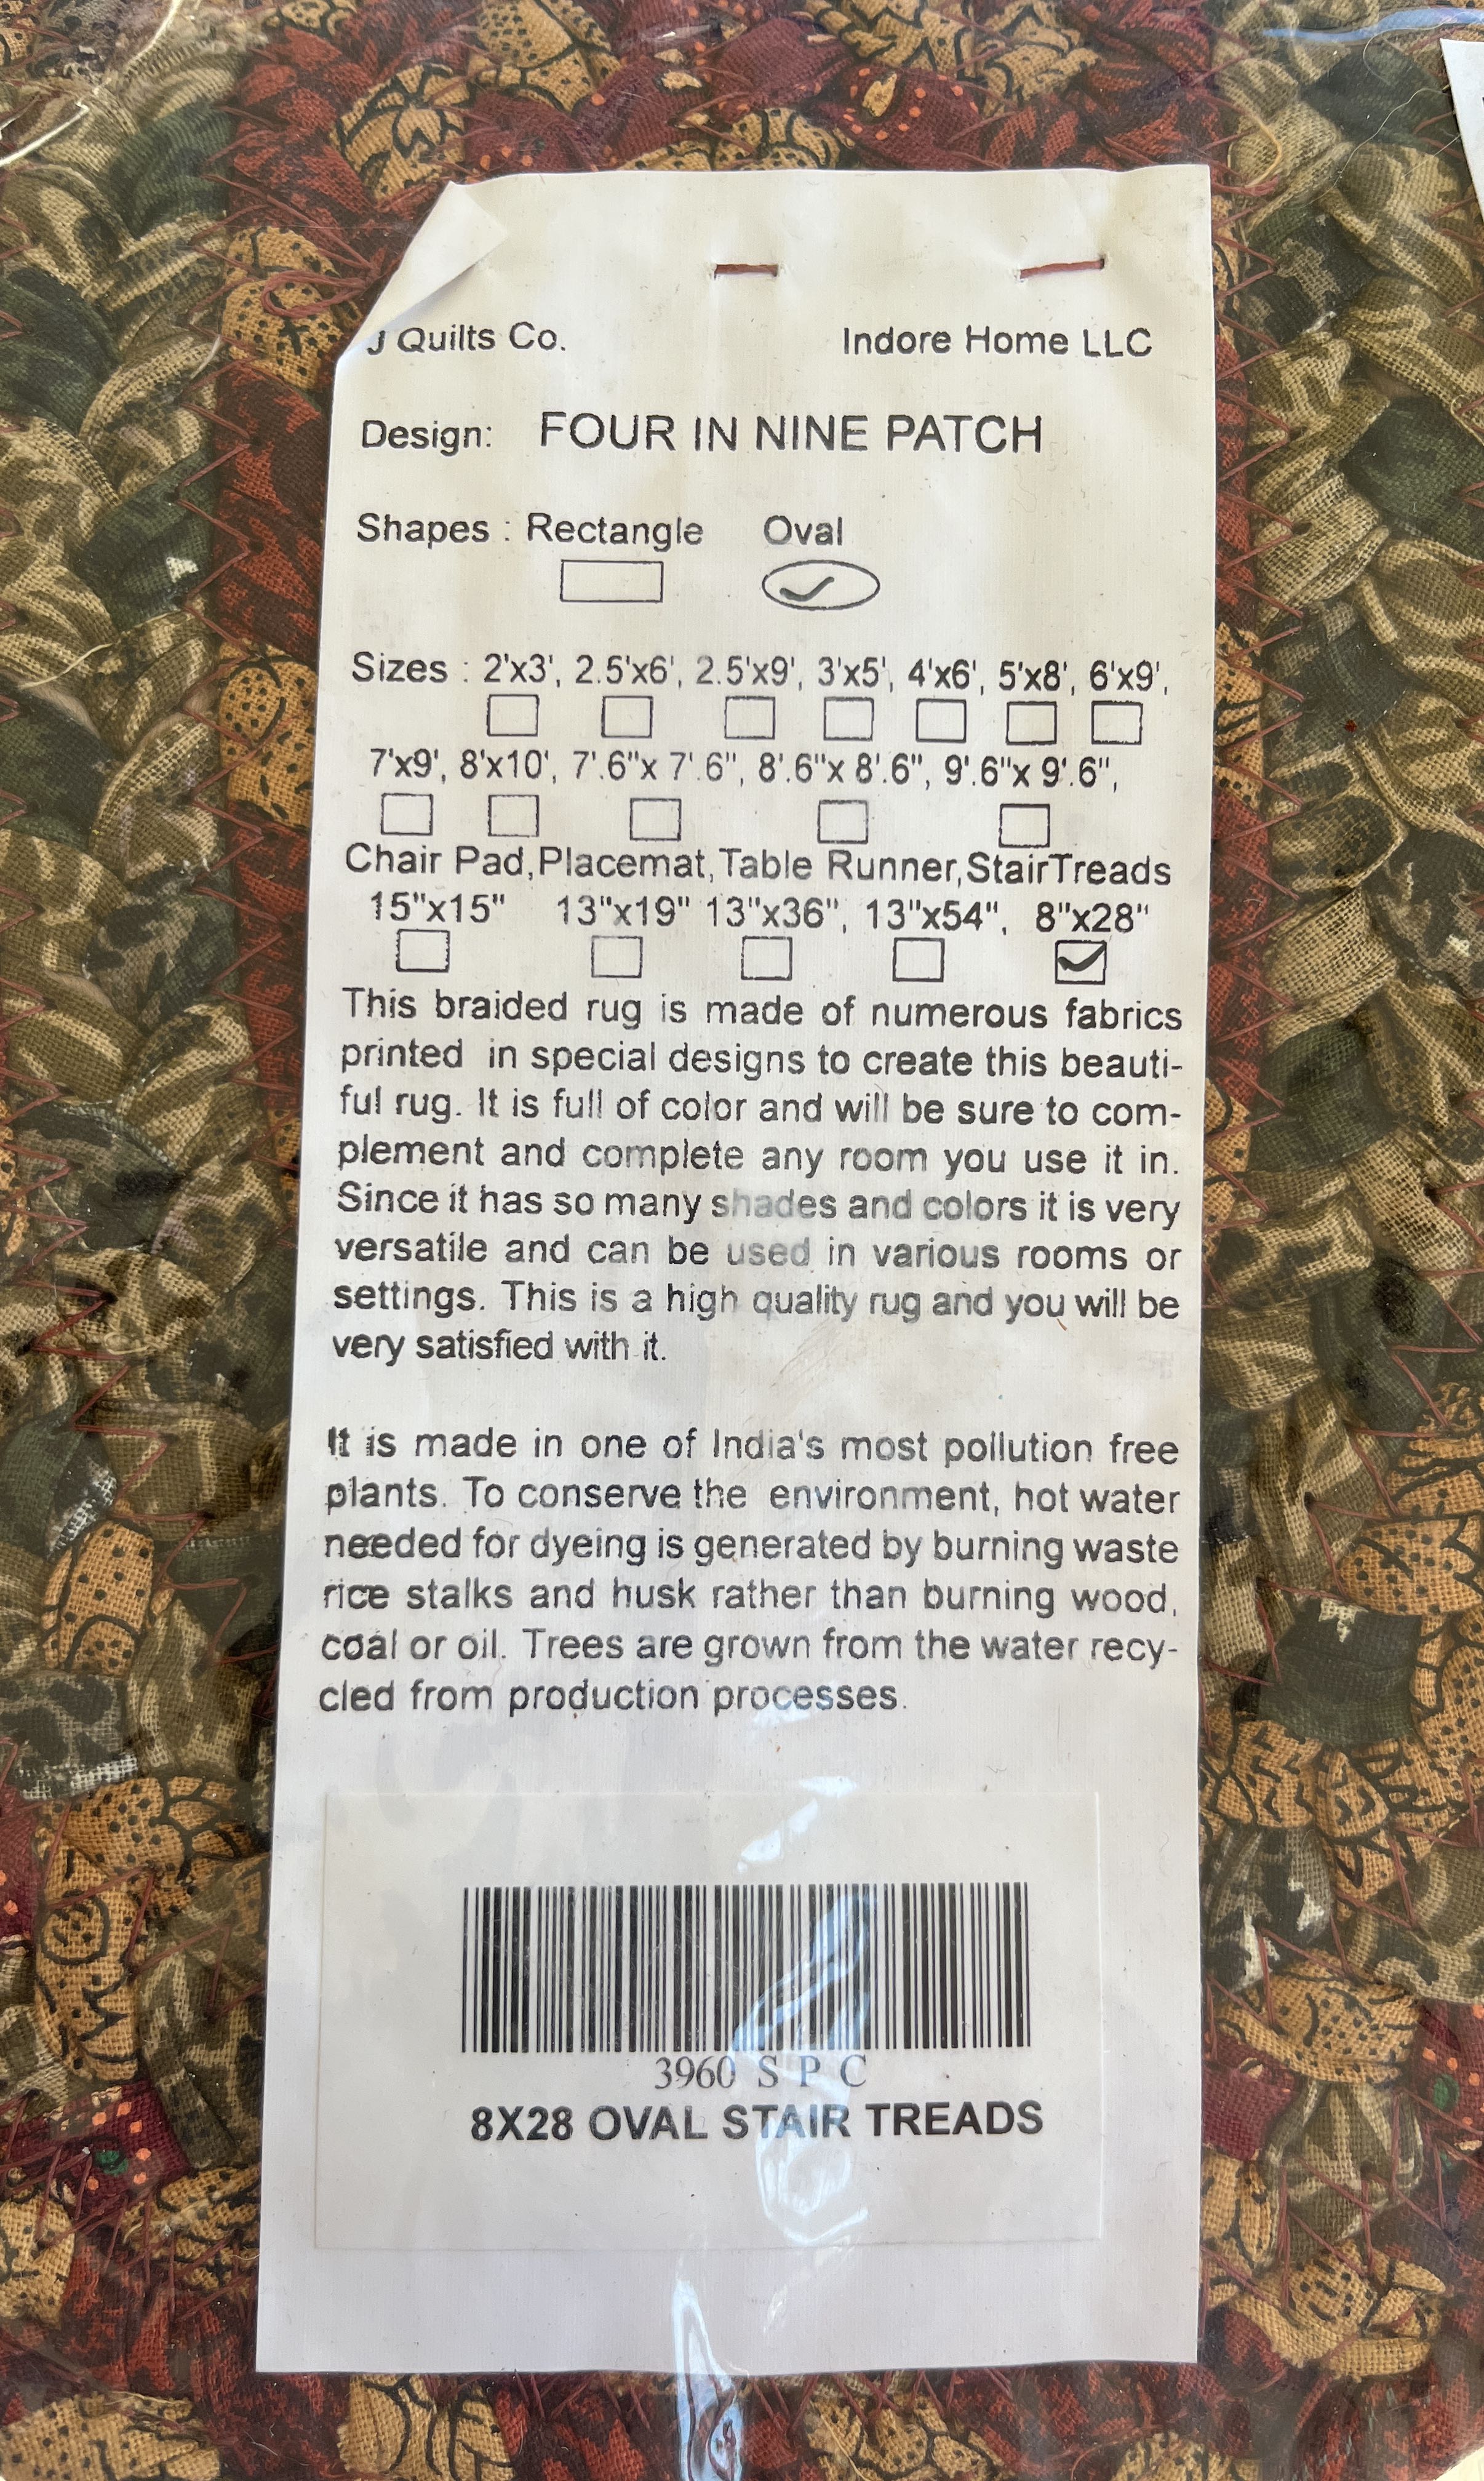 J Quilts Co. Indore Home LLC
Design: FOUR IN NINE PATCH
Shapes : Rectangle Oval
Sizes : 2'x3', 2.5'x6', 2.5'x9', 3'x5', 4'x6', 5'x8', 6'x9',
7'x9', 8'x10', 7'.6"x 7'.6", 8'.6"x 8'.6", 9'.6"x 9'.6",
Chair Pad, Placemat, Table Runner, StairTreads
15"x15" 13"x19" 13"x36", 13"x54", 8"x28"
This braided rug is made of numerous fabrics
printed in special designs to create this beauti-
ful rug. It is full of color and will be sure to com-
plement and complete any room you use it in.
Since it has so many shades and colors it is very
versatile and can be used in various rooms or
settings. This is a high quality rug and you will be
very satisfied with it.
It is made in one of India's most pollution free
plants. To conserve the environment, hot water
needed for dyeing is generated by burning waste
rice stalks and husk rather than burning wood,
coal or oil. Trees are grown from the water recy-
cled from production processes.
3960 S P C
8X28 OVAL STAIR TREADS